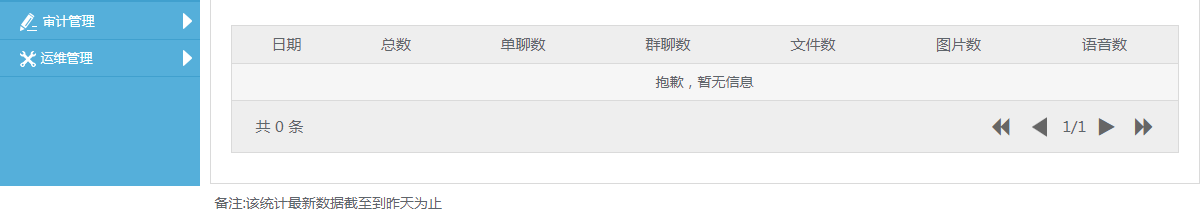 审计管理
运维管理
日期 总数 单聊数 群聊数 文件数 图片数 语音数
抱歉，暂无信息
共 0 条 1/1
备注:该统计最新数据截至到昨天为止